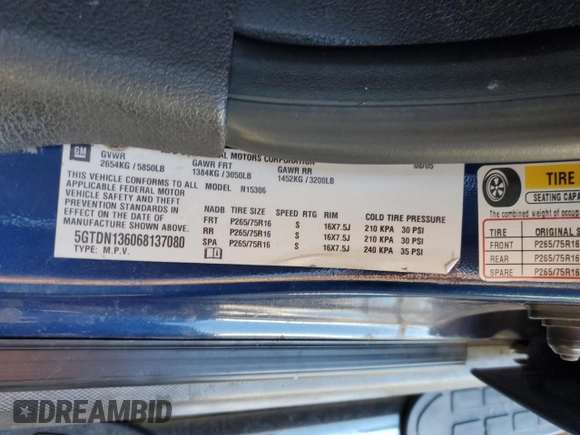 GM
MOTORS CORPORATION
08/05
GVWR GAWR FRT GAWR RR
2654KG / 5850LB 1384KG / 3050LB 1452KG / 3200LB
THIS VEHICLE CONFORMS TO ALL MODEL N15306
APPLICABLE FEDERAL MOTOR
VEHICLE SAFETY AND THEFT
PREVENTION STANDARDS IN
EFFECT ON THE DATE OF
MANUFACTURE SHOWN ABOVE.
5GTDN136068137080
TYPE: M.P.V.
NADB TIRE SIZE SPEED RTG RIM COLD TIRE PRESSURE
FRT P265/75R16 S 16X7.5J 210 KPA 30 PSI
RR P265/75R16 S 16X7.5J 210 KPA 30 PSI
SPA P265/75R16 S 16X7.5J 240 KPA 35 PSI
TIRE
SEATING CAPA
The combined weight of occup
TIRE ORIGINAL S
FRONT P265/75R16
REAR P265/75R16
SPARE P265/75R16
DREAMBID